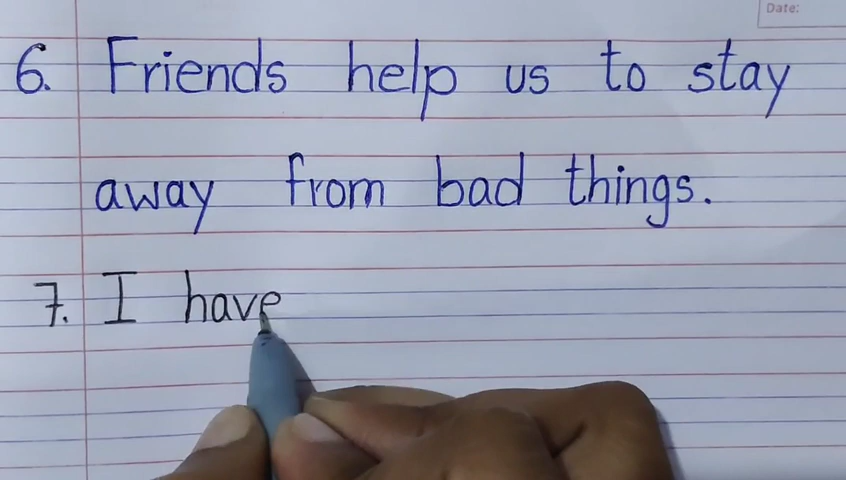 Date:
6. Friends help us to stay
away from bad things.
7. I have